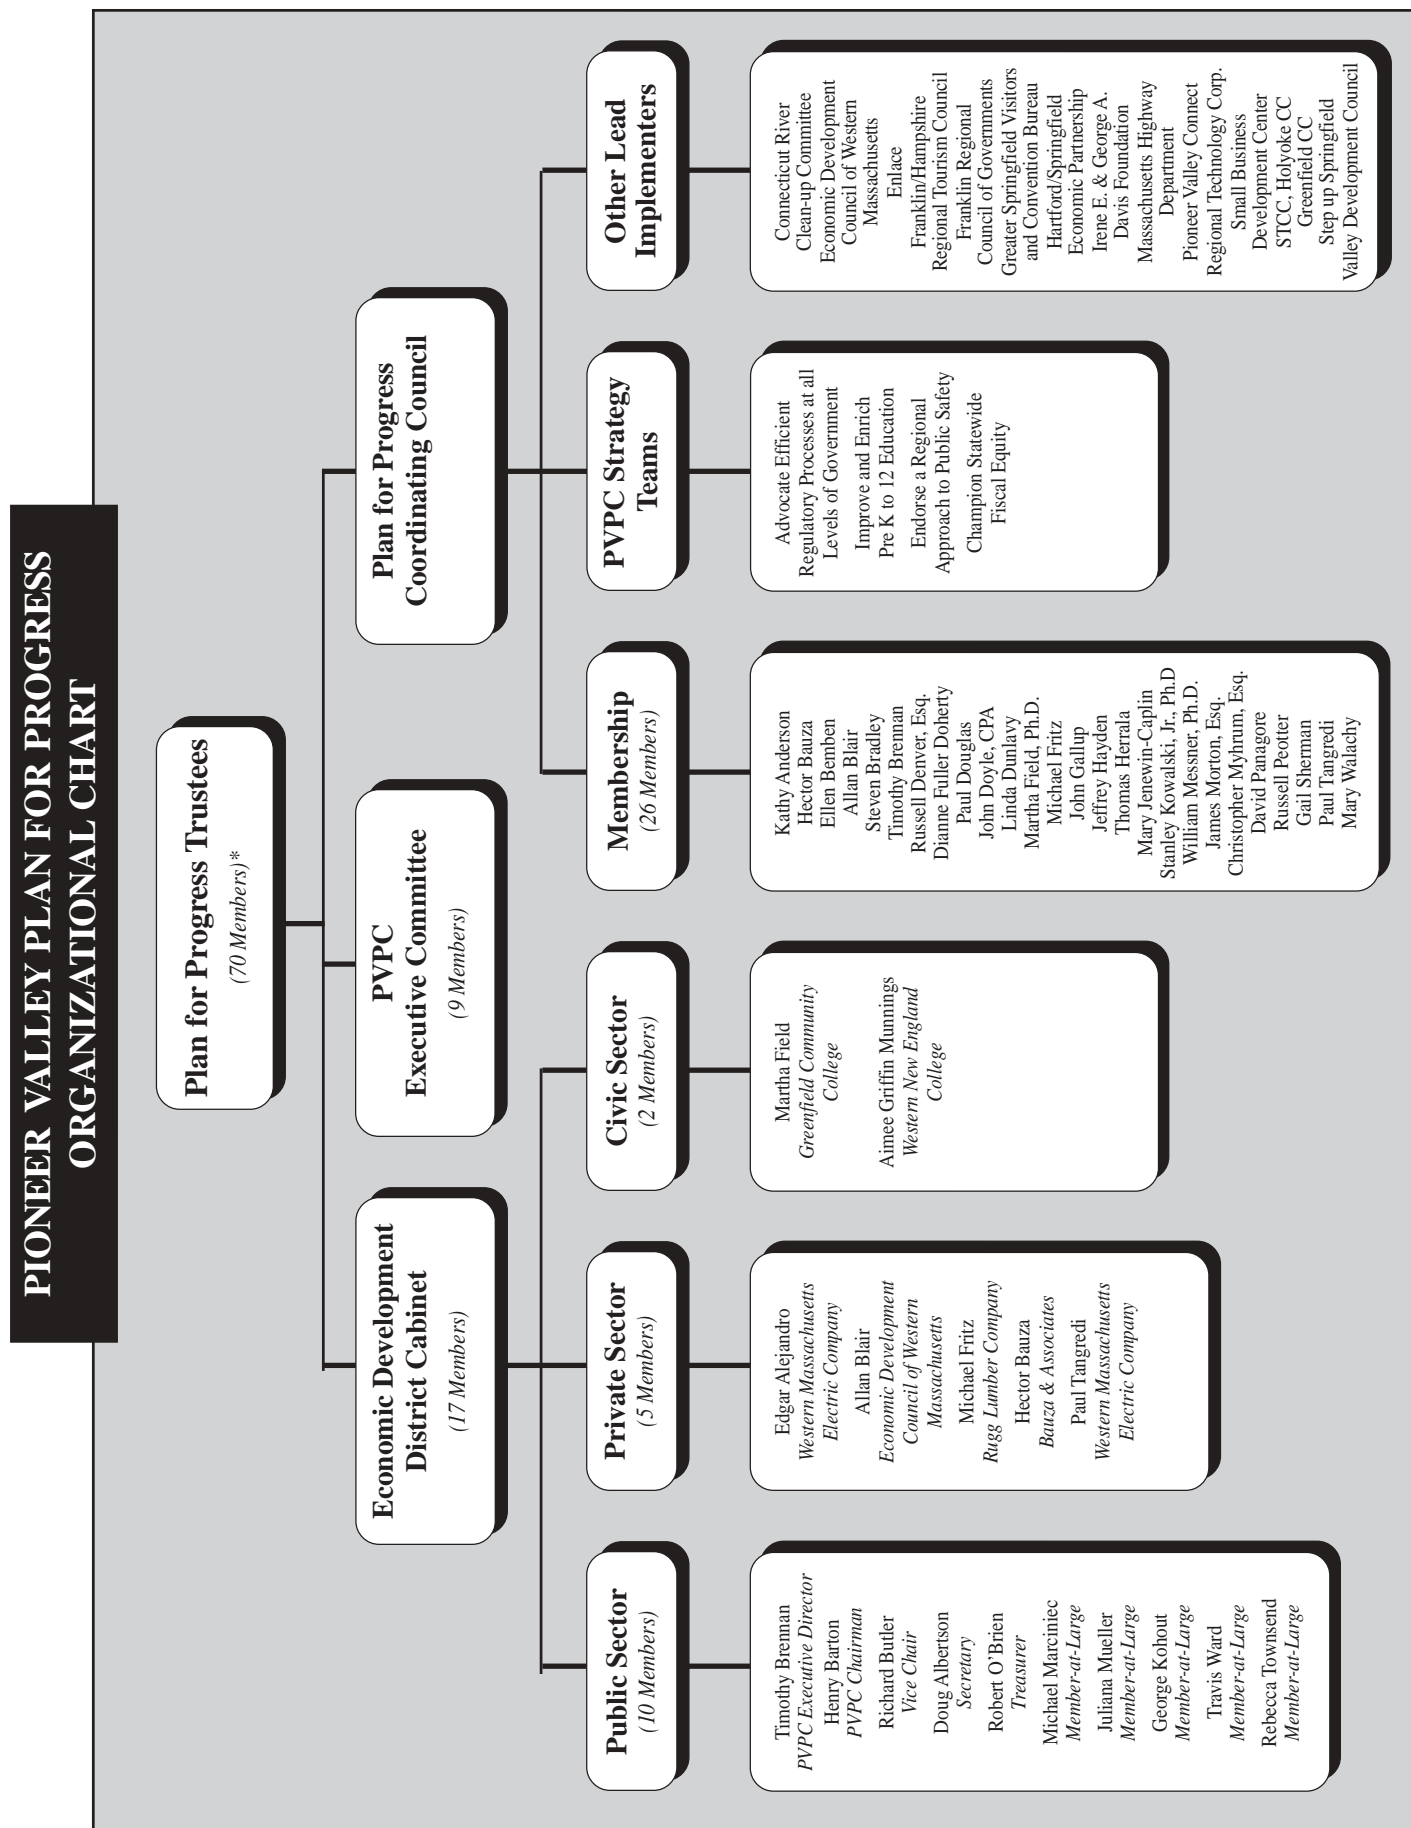 PIONEER VALLEY PLAN FOR PROGRESS
ORGANIZATIONAL CHART
Plan for Progress Trustees
(70 Members)*
Economic Development
District Cabinet
(17 Members)
PVPC
Executive Committee
(9 Members)
Plan for Progress
Coordinating Council
Public Sector
(10 Members)
Timothy Brennan
PVPC Executive Director
Henry Barton
PVPC Chairman
Richard Butler
Vice Chair
Doug Albertson
Secretary
Robert O'Brien
Treasurer
Michael Marciniec
Member-at-Large
Juliana Mueller
Member-at-Large
George Kohout
Member-at-Large
Travis Ward
Member-at-Large
Rebecca Townsend
Member-at-Large
Private Sector
(5 Members)
Edgar Alejandro
Western Massachusetts
Electric Company
Allan Blair
Economic Development
Council of Western
Massachusetts
Michael Fritz
Rugg Lumber Company
Hector Bauza
Bauza & Associates
Paul Tangredi
Western Massachusetts
Electric Company
Civic Sector
(2 Members)
Martha Field
Greenfield Community
College
Aimee Griffin Munnings
Western New England
College
Membership
(26 Members)
Kathy Anderson
Hector Bauza
Ellen Bemben
Allan Blair
Steven Bradley
Timothy Brennan
Russell Denver, Esq.
Dianne Fuller Doherty
Paul Douglas
John Doyle, CPA
Linda Dunlavy
Martha Field, Ph.D.
Michael Fritz
John Gallup
Jeffrey Hayden
Thomas Herrala
Mary Jenewin-Caplin
Stanley Kowalski, Jr., Ph.D
William Messner, Ph.D.
James Morton, Esq.
Christopher Myhrum, Esq.
David Panagore
Russell Peotter
Gail Sherman
Paul Tangredi
Mary Walachy
PVPC Strategy
Teams
Advocate Efficient
Regulatory Processes at all
Levels of Government
Improve and Enrich
Pre K to 12 Education
Endorse a Regional
Approach to Public Safety
Champion Statewide
Fiscal Equity
Other Lead
Implementers
Connecticut River
Clean-up Committee
Economic Development
Council of Western
Massachusetts
Enlace
Franklin/Hampshire
Regional Tourism Council
Franklin Regional
Council of Governments
Greater Springfield Visitors
and Convention Bureau
Hartford/Springfield
Economic Partnership
Irene E. & George A.
Davis Foundation
Massachusetts Highway
Department
Pioneer Valley Connect
Regional Technology Corp.
Small Business
Development Center
STCC, Holyoke CC
Greenfield CC
Step up Springfield
Valley Development Council